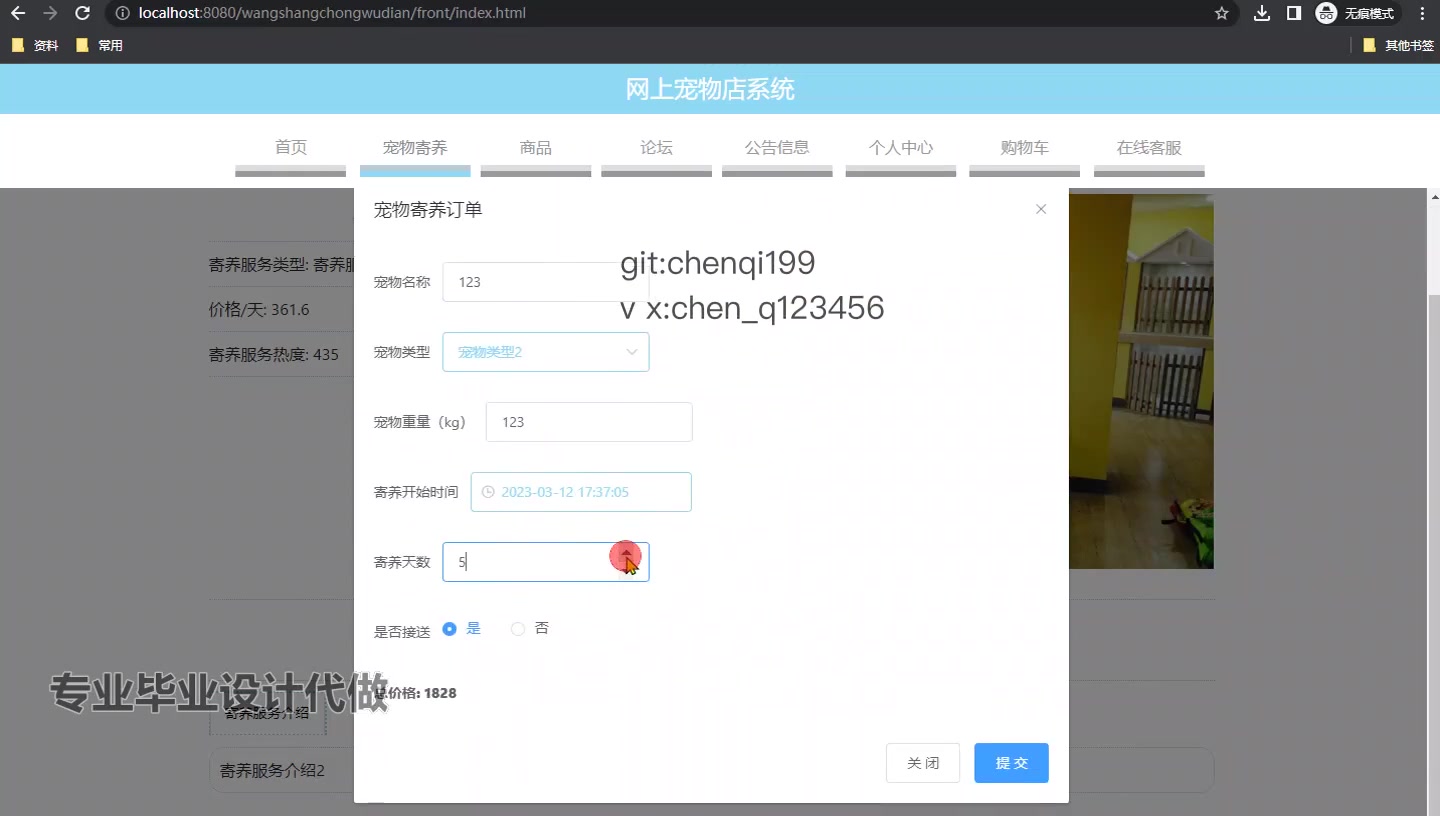 localhost:8080/wangshangchongwudian/front/index.html
无痕模式
资料 常用 其他书签
网上宠物店系统
首页 宠物寄养 商品 论坛 公告信息 个人中心 购物车 在线客服
宠物寄养订单
git:chenqi199
寄养服务类型: 寄养服
宠物名称 123
价格/天: 361.6
v x:chen_q123456
寄养服务热度: 435
宠物类型 宠物类型2
宠物重量（kg） 123
寄养开始时间 2023-03-12 17:37:05
寄养天数 5
是否接送 是 否
专业毕业设计代做
总价格: 1828
寄养服务介绍
关闭 提交
寄养服务介绍2